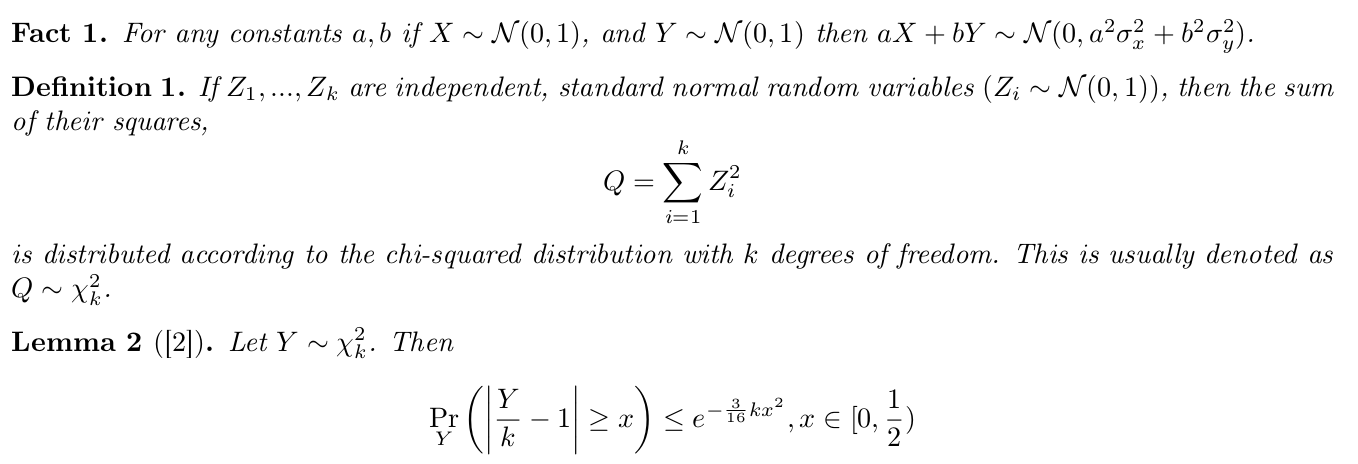 Fact 1. For any constants a, b if X ∼ 𝒩(0, 1), and Y ∼ 𝒩(0, 1) then aX + bY ∼ 𝒩(0, a²σ²ₓ + b²σ²ᵧ).
Definition 1. If Z₁, ..., Zₖ are independent, standard normal random variables (Zᵢ ∼ 𝒩(0, 1)), then the sum
of their squares,
Q = ∑_{i=1}^{k} Zᵢ²
is distributed according to the chi-squared distribution with k degrees of freedom. This is usually denoted as
Q ∼ χ²ₖ.
Lemma 2 ([2]). Let Y ∼ χ²ₖ. Then
Pr_Y (|Y/k − 1| ≥ x) ≤ e^{−(3/16)kx²}, x ∈ [0, 1/2)